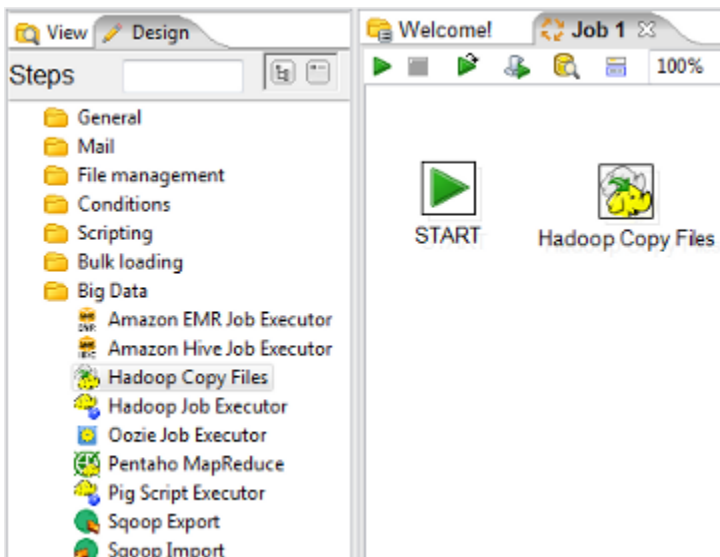 View Design
Steps
General
Mail
File management
Conditions
Scripting
Bulk loading
Big Data
Amazon EMR Job Executor
Amazon Hive Job Executor
Hadoop Copy Files
Hadoop Job Executor
Oozie Job Executor
Pentaho MapReduce
Pig Script Executor
Sqoop Export
Sqoop Import
Welcome! Job 1
100%
START
Hadoop Copy Files